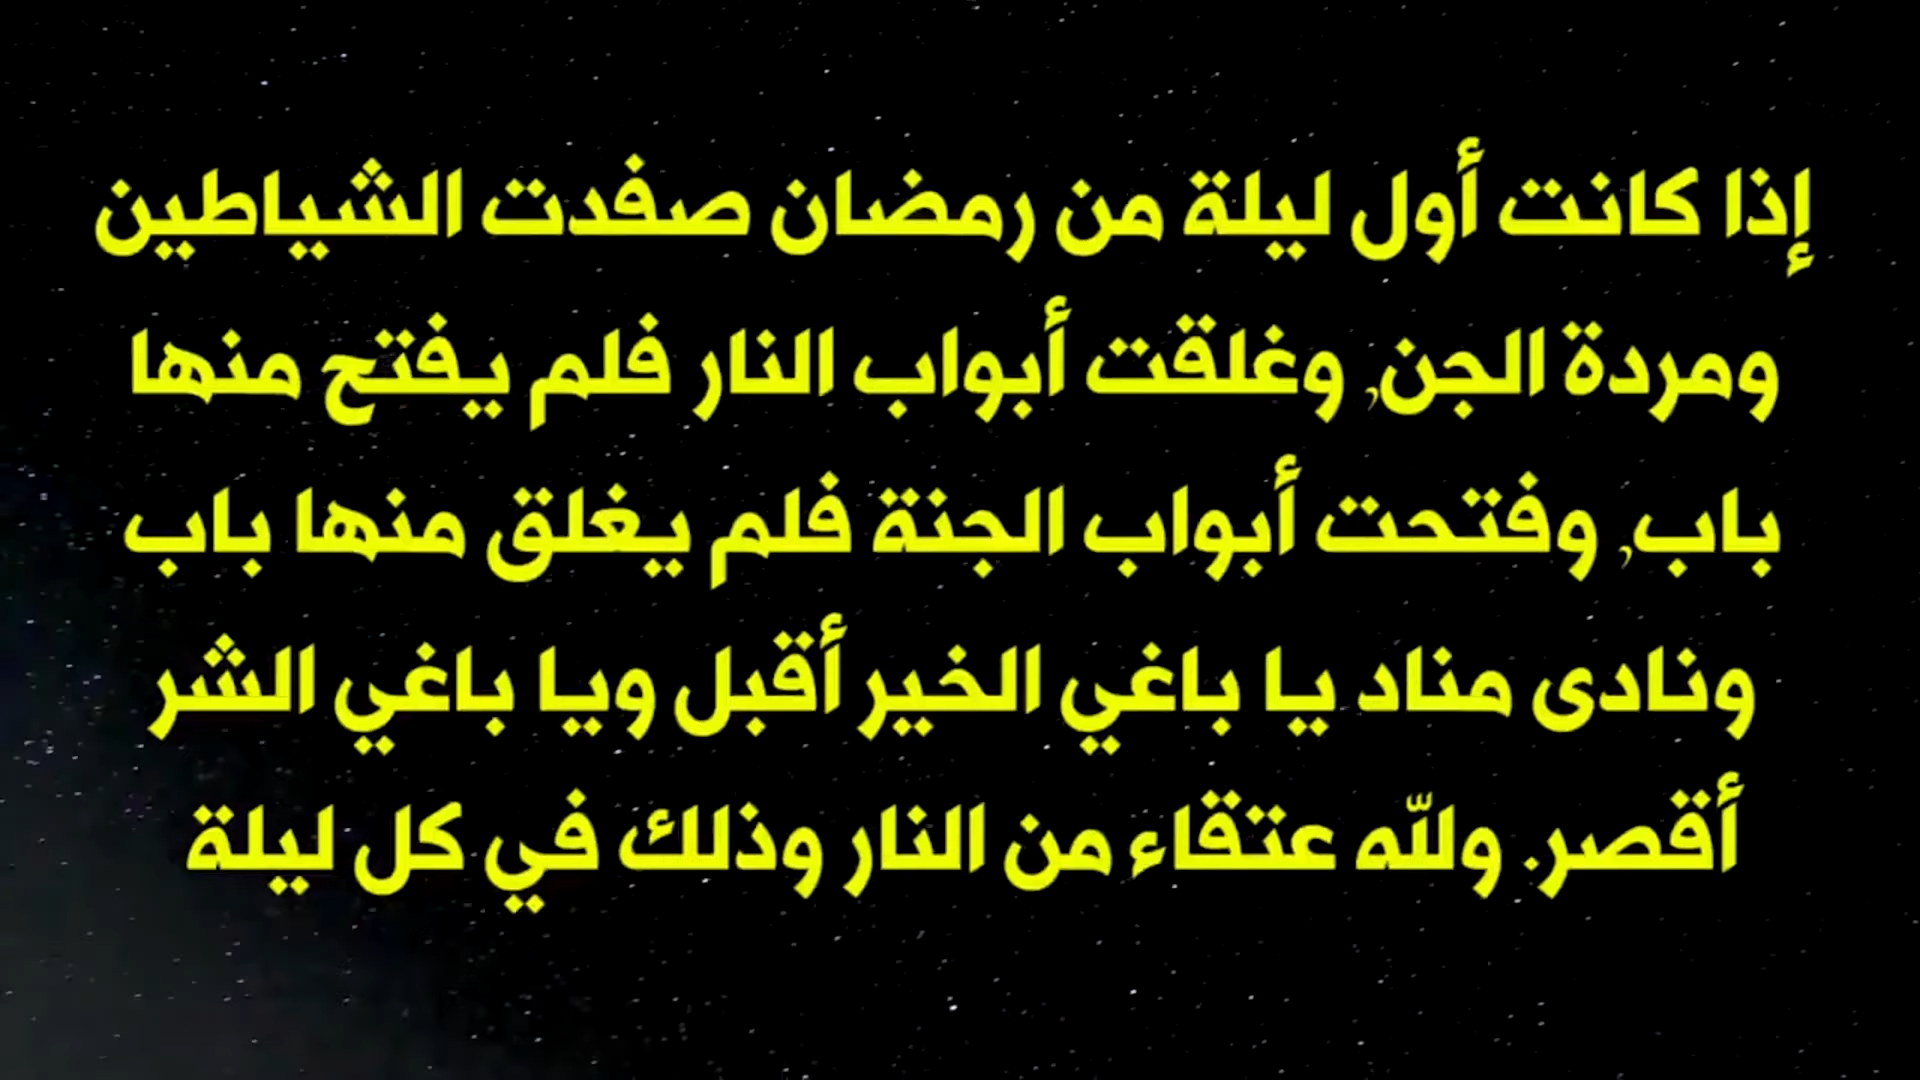 إذا كانت أول ليلة من رمضان صفدت الشياطين
ومردة الجن, وغلقت أبواب النار فلم يفتح منها
باب, وفتحت أبواب الجنة فلم يغلق منها باب
ونادى مناد يا باغي الخير أقبل ويا باغي الشر
أقصر. ولله عتقاء من النار وذلك في كل ليلة